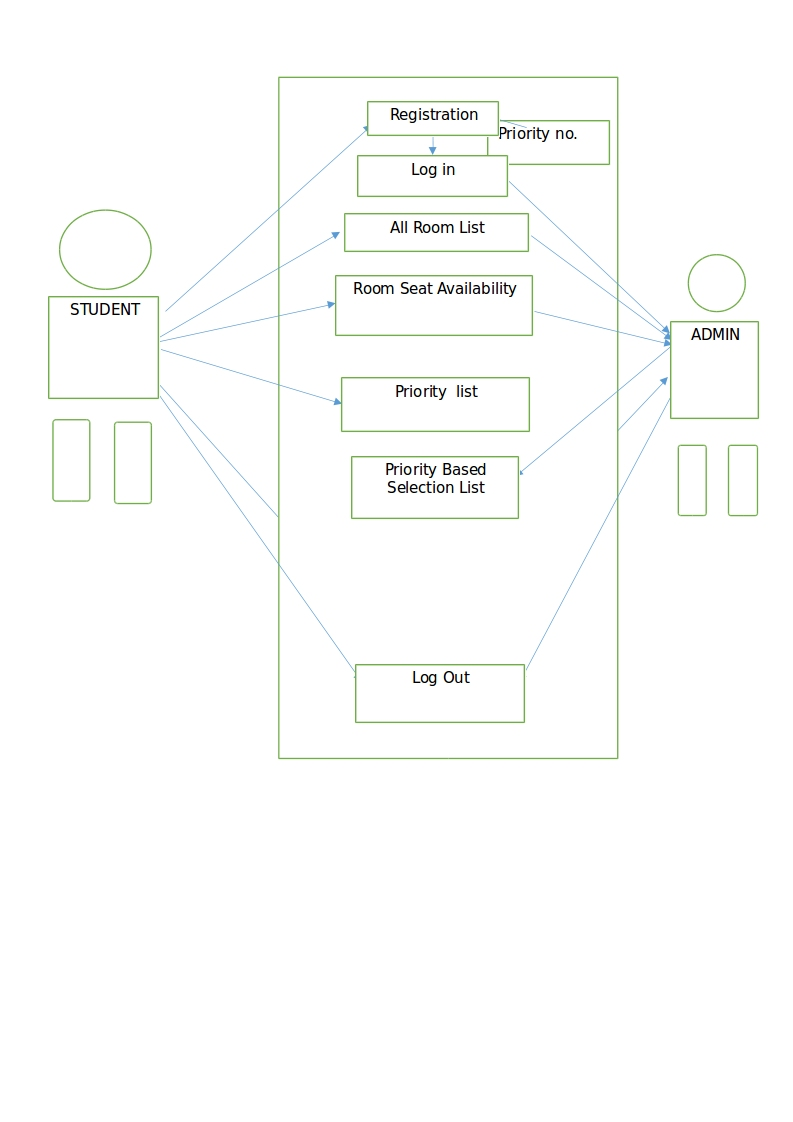 Registration
Priority no.
Log in
All Room List
Room Seat Availability
STUDENT
ADMIN
Priority  list
Priority Based
Selection List
Log Out